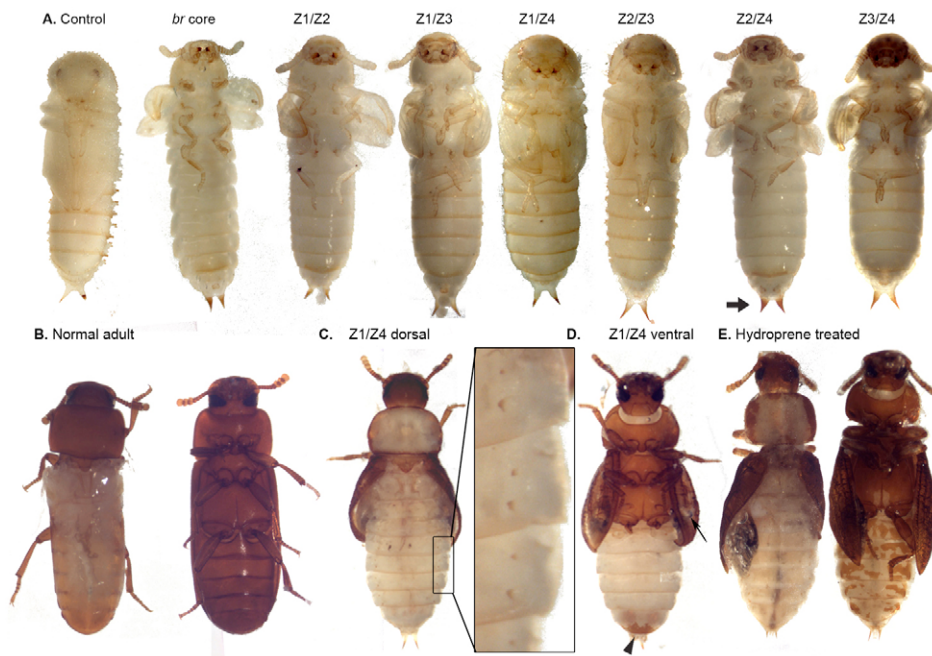 A. Control br core Z1/Z2 Z1/Z3 Z1/Z4 Z2/Z3 Z2/Z4 Z3/Z4
B. Normal adult C. Z1/Z4 dorsal D. Z1/Z4 ventral E. Hydroprene treated